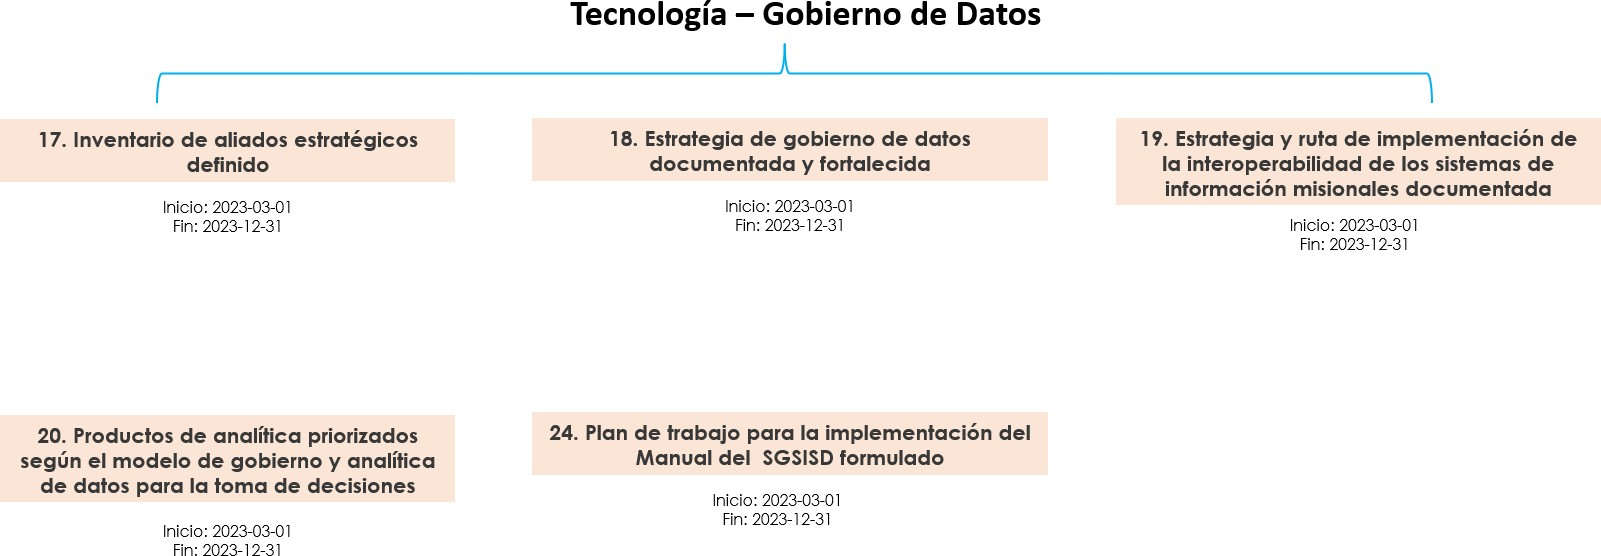 Tecnología – Gobierno de Datos
17. Inventario de aliados estratégicos
definido
Inicio: 2023-03-01
Fin: 2023-12-31
18. Estrategia de gobierno de datos
documentada y fortalecida
Inicio: 2023-03-01
Fin: 2023-12-31
19. Estrategia y ruta de implementación de
la interoperabilidad de los sistemas de
información misionales documentada
Inicio: 2023-03-01
Fin: 2023-12-31
20. Productos de analítica priorizados
según el modelo de gobierno y analítica
de datos para la toma de decisiones
Inicio: 2023-03-01
Fin: 2023-12-31
24. Plan de trabajo para la implementación del
Manual del  SGSISD formulado
Inicio: 2023-03-01
Fin: 2023-12-31